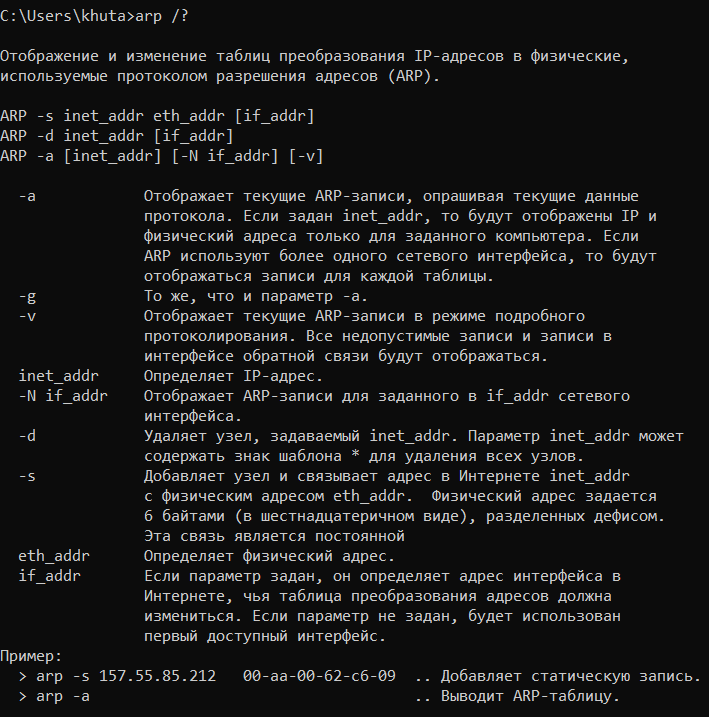 C:\Users\khuta>arp /?
Отображение и изменение таблиц преобразования IP-адресов в физические,
используемые протоколом разрешения адресов (ARP).
ARP -s inet_addr eth_addr [if_addr]
ARP -d inet_addr [if_addr]
ARP -a [inet_addr] [-N if_addr] [-v]
-a Отображает текущие ARP-записи, опрашивая текущие данные
протокола. Если задан inet_addr, то будут отображены IP и
физический адреса только для заданного компьютера. Если
ARP используют более одного сетевого интерфейса, то будут
отображаться записи для каждой таблицы.
-g То же, что и параметр -a.
-v Отображает текущие ARP-записи в режиме подробного
протоколирования. Все недопустимые записи и записи в
интерфейсе обратной связи будут отображаться.
inet_addr Определяет IP-адрес.
-N if_addr Отображает ARP-записи для заданного в if_addr сетевого
интерфейса.
-d Удаляет узел, задаваемый inet_addr. Параметр inet_addr может
содержать знак шаблона * для удаления всех узлов.
-s Добавляет узел и связывает адрес в Интернете inet_addr
с физическим адресом eth_addr.  Физический адрес задается
6 байтами (в шестнадцатеричном виде), разделенных дефисом.
Эта связь является постоянной
eth_addr Определяет физический адрес.
if_addr Если параметр задан, он определяет адрес интерфейса в
Интернете, чья таблица преобразования адресов должна
измениться. Если параметр не задан, будет использован
первый доступный интерфейс.
Пример:
> arp -s 157.55.85.212   00-aa-00-62-c6-09  .. Добавляет статическую запись.
> arp -a .. Выводит ARP-таблицу.